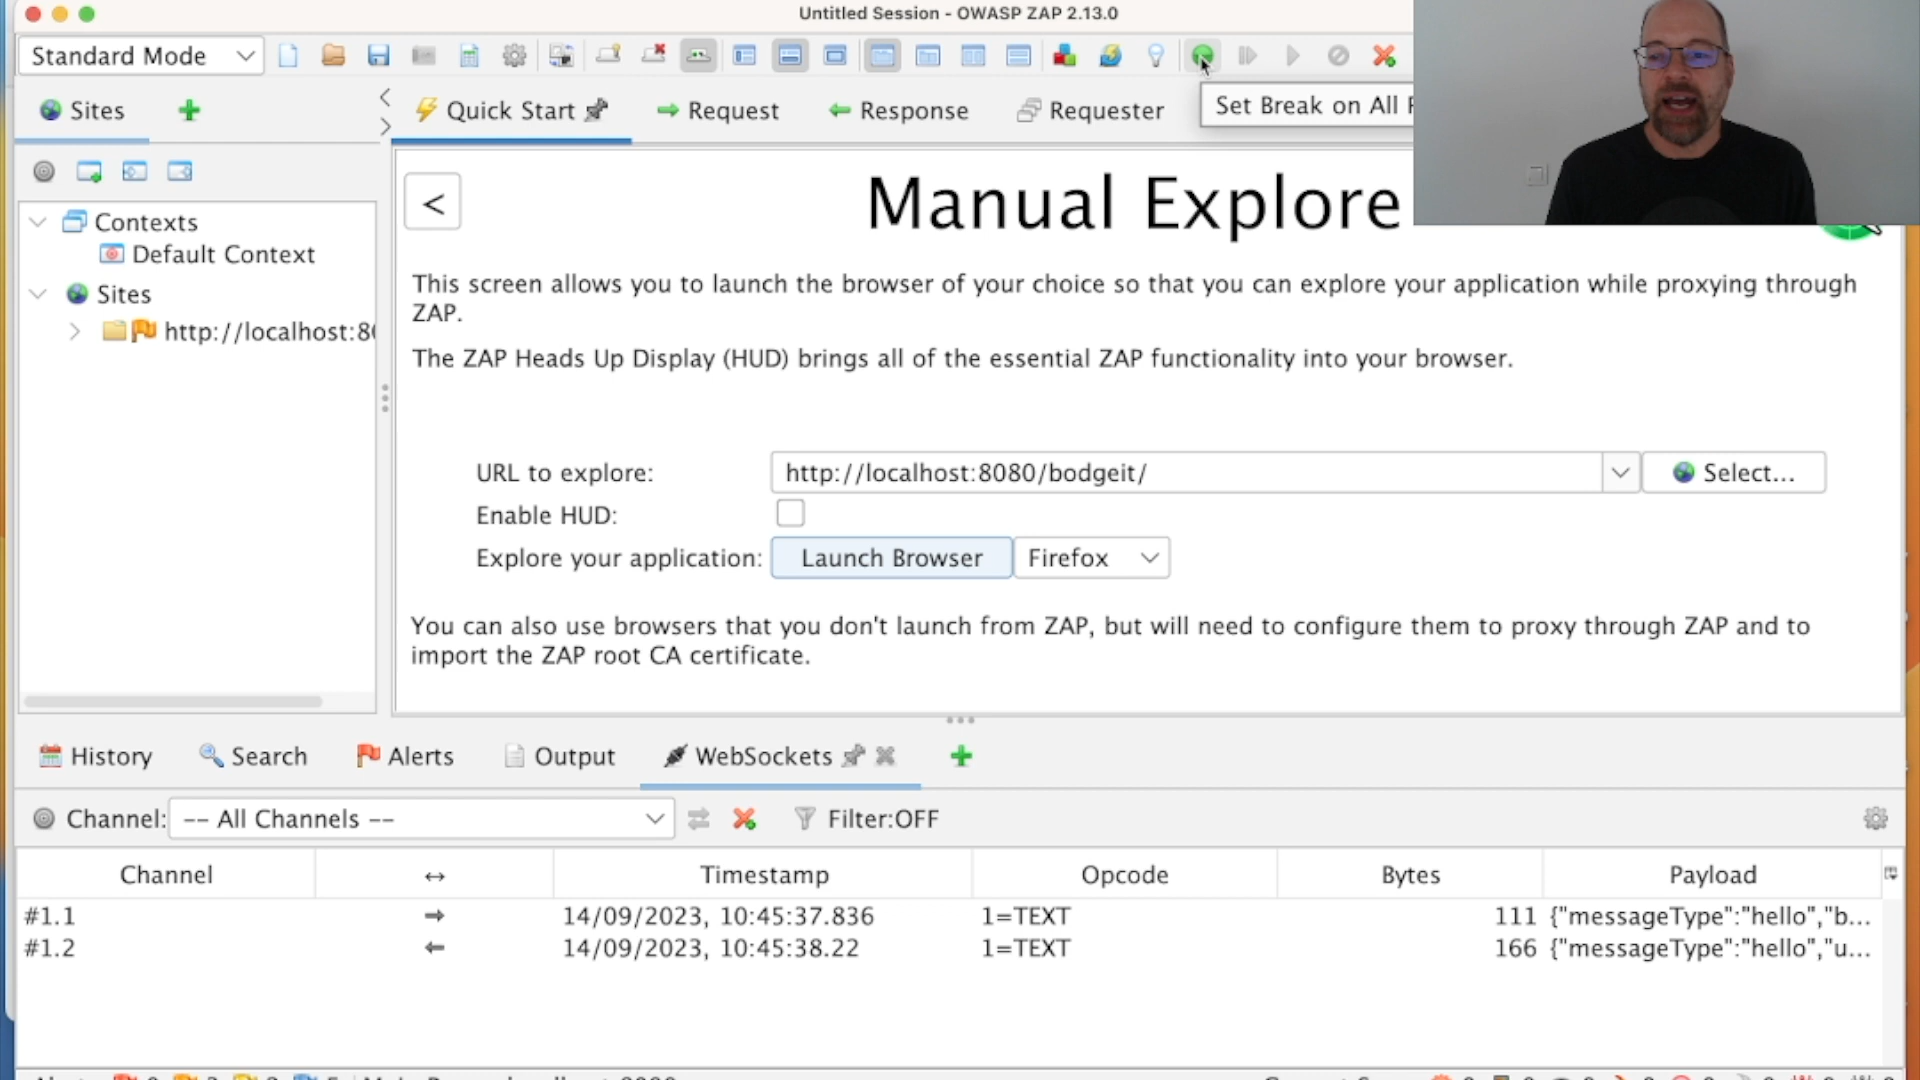 Untitled Session - OWASP ZAP 2.13.0
Standard Mode
Sites
Quick Start
Request
Response
Requester
Set Break on All
Contexts
Default Context
Sites
http://localhost:80
<
Manual Explore
This screen allows you to launch the browser of your choice so that you can explore your application while proxying through
ZAP.
The ZAP Heads Up Display (HUD) brings all of the essential ZAP functionality into your browser.
URL to explore:
http://localhost:8080/bodgeit/
Select...
Enable HUD:
Explore your application:
Launch Browser
Firefox
You can also use browsers that you don't launch from ZAP, but will need to configure them to proxy through ZAP and to
import the ZAP root CA certificate.
History
Search
Alerts
Output
WebSockets
Channel:
-- All Channels --
Filter:OFF
Channel ↔ Timestamp Opcode Bytes Payload
#1.1 → 14/09/2023, 10:45:37.836 1=TEXT 111 {"messageType":"hello","b...
#1.2 ← 14/09/2023, 10:45:38.22 1=TEXT 166 {"messageType":"hello","u...